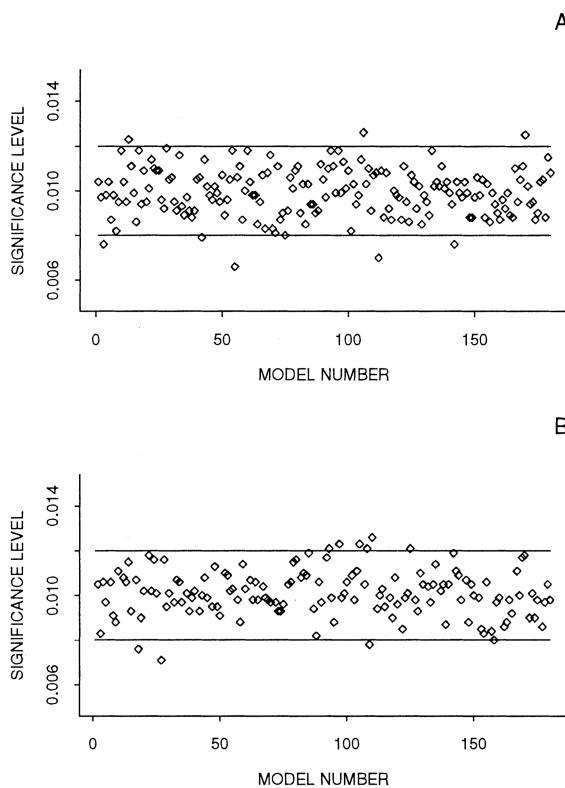 A
SIGNIFICANCE LEVEL
0.014
0.010
0.006
0 50 100 150
MODEL NUMBER
B
SIGNIFICANCE LEVEL
0.014
0.010
0.006
0 50 100 150
MODEL NUMBER